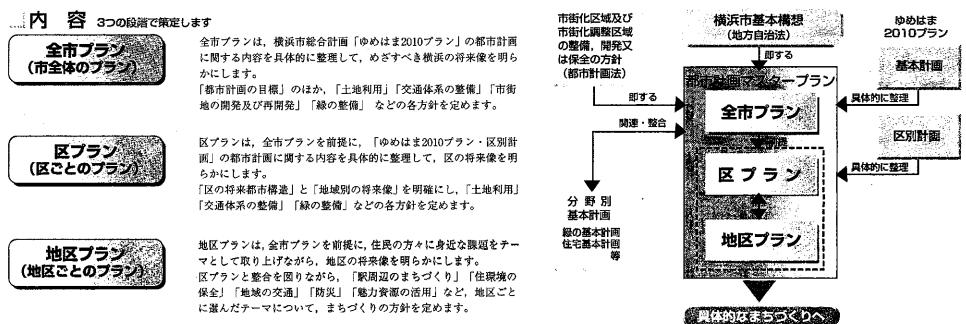 内 容 3つの段階で策定します
全市プラン
(市全体のプラン)
全市プランは,横浜市総合計画「ゆめはま2010プラン」の都市計画
に関する内容を具体的に整理して,めざすべき横浜の将来像を明ら
かにします。
「都市計画の目標」のほか,「土地利用」「交通体系の整備」「市街
地の開発及び再開発」「緑の整備」などの各方針を定めます。
区プラン
(区ごとのプラン)
区プランは,全市プランを前提に,「ゆめはま2010プラン・区別計
画」の都市計画に関する内容を具体的に整理して,区の将来像を明
らかにします。
「区の将来都市構造」と「地域別の将来像」を明確にし,「土地利用」
「交通体系の整備」「緑の整備」などの各方針を定めます。
地区プラン
(地区ごとのプラン)
地区プランは,全市プランを前提に,住民の方々に身近な課題をテー
マとして取り上げながら,地区の将来像を明らかにします。
区プランと整合を図りながら,「駅周辺のまちづくり」「住環境の
保全」「地域の交通」「防災」「魅力資源の活用」など,地区ごと
に選んだテーマについて,まちづくりの方針を定めます。
市街化区域及び
市街化調整区域
の整備,開発又
は保全の方針
(都市計画法)
横浜市基本構想
(地方自治法)
ゆめはま
2010プラン
即する
基本計画
都市計画マスタープラン
即する
全市プラン
具体的に整理
関連・整合
区別計画
区プラン
具体的に整理
分野別
基本計画
緑の基本計画
住宅基本計画
等
地区プラン
具体的なまちづくりへ